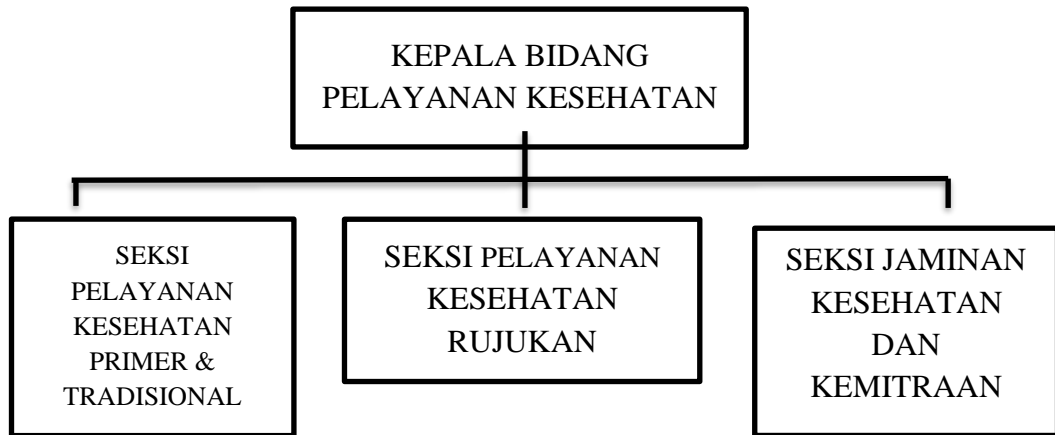 KEPALA BIDANG
PELAYANAN KESEHATAN
SEKSI
PELAYANAN
KESEHATAN
PRIMER &
TRADISIONAL
SEKSI PELAYANAN
KESEHATAN
RUJUKAN
SEKSI JAMINAN
KESEHATAN
DAN
KEMITRAAN